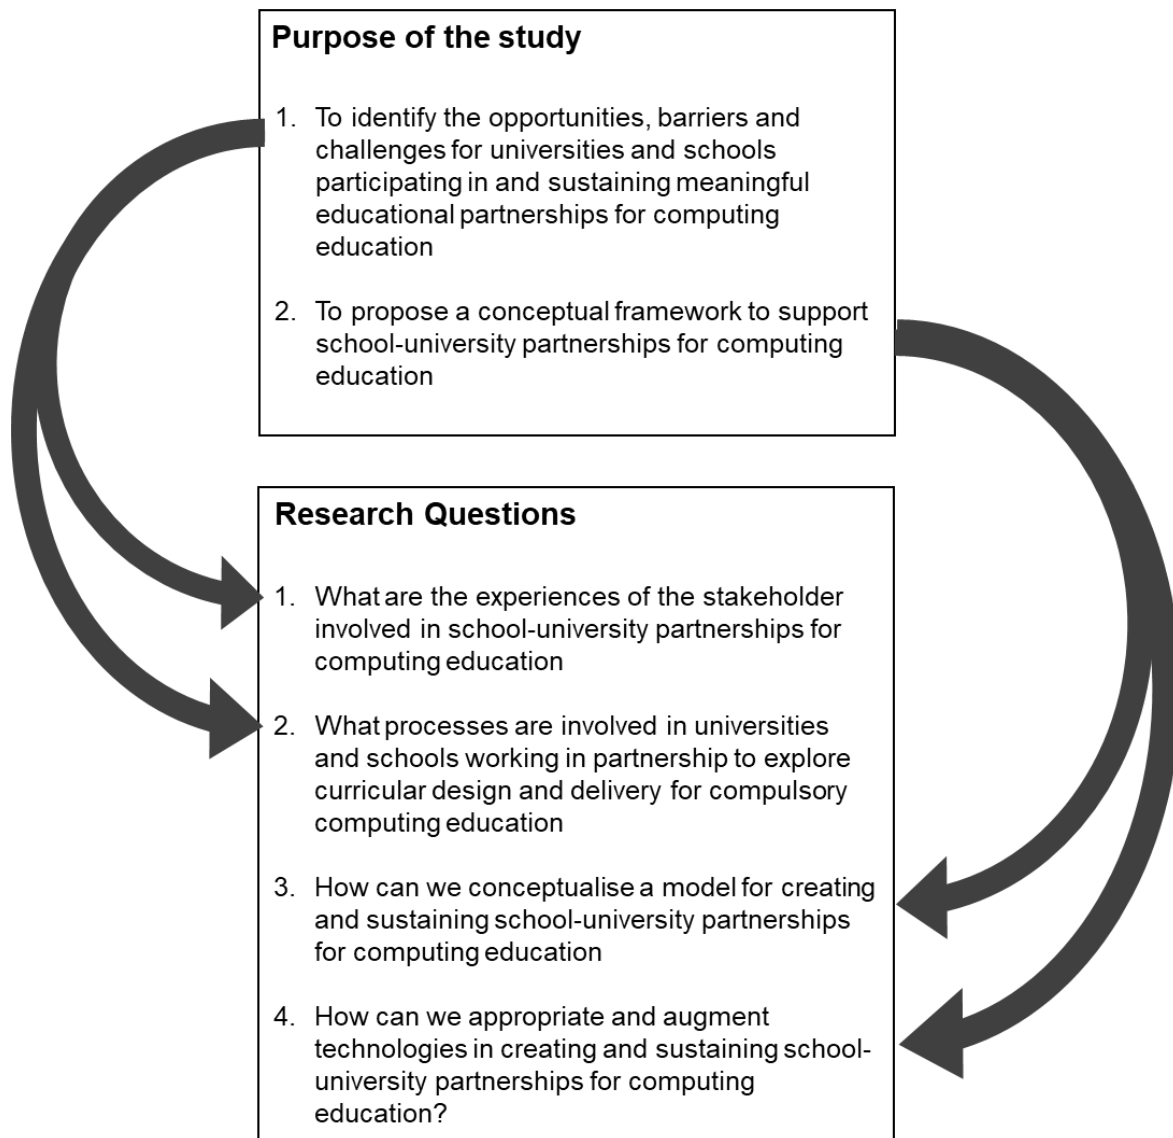 Purpose of the study
1. To identify the opportunities, barriers and
challenges for universities and schools
participating in and sustaining meaningful
educational partnerships for computing
education
2. To propose a conceptual framework to support
school-university partnerships for computing
education
Research Questions
1. What are the experiences of the stakeholder
involved in school-university partnerships for
computing education
2. What processes are involved in universities
and schools working in partnership to explore
curricular design and delivery for compulsory
computing education
3. How can we conceptualise a model for creating
and sustaining school-university partnerships
for computing education
4. How can we appropriate and augment
technologies in creating and sustaining school-
university partnerships for computing
education?